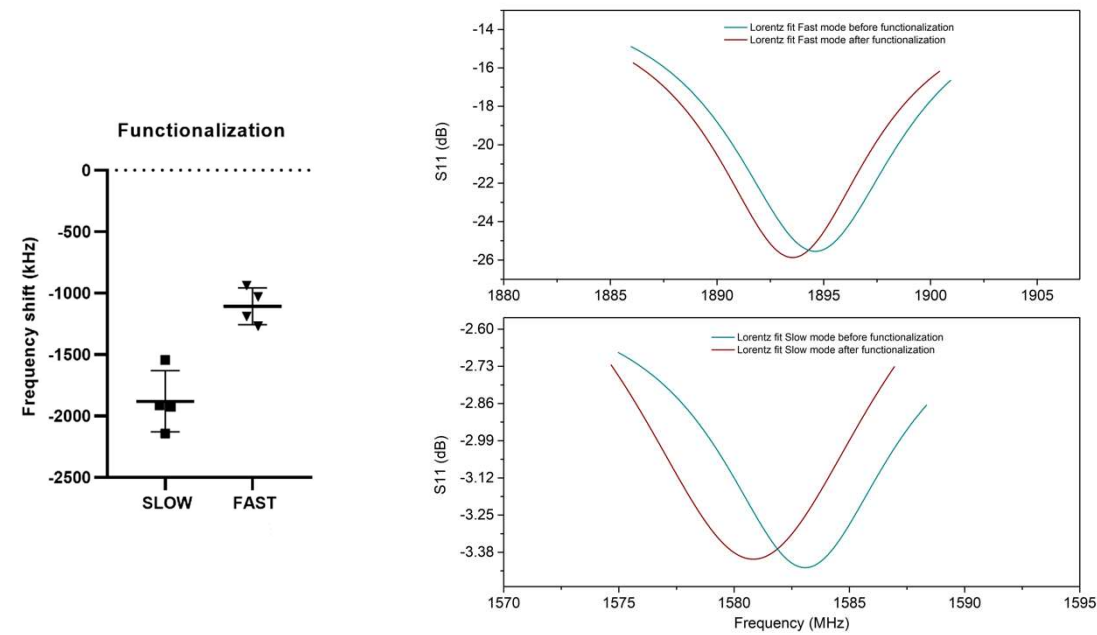 Functionalization
Frequency shift (kHz)
0
-500
-1000
-1500
-2000
-2500
SLOW FAST
S11 (dB)
-14
-16
-18
-20
-22
-24
-26
Lorentz fit Fast mode before functionalization
Lorentz fit Fast mode after functionalization
1880 1885 1890 1895 1900 1905
S11 (dB)
-2.60
-2.73
-2.86
-2.99
-3.12
-3.25
-3.38
Lorentz fit Slow mode before functionalization
Lorentz fit Slow mode after functionalization
1570 1575 1580 1585 1590 1595
Frequency (MHz)